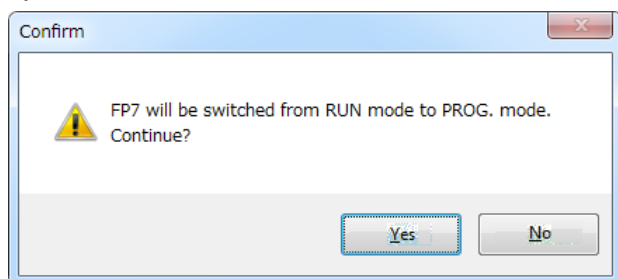 Confirm
FP7 will be switched from RUN mode to PROG. mode.
Continue?
Yes
No